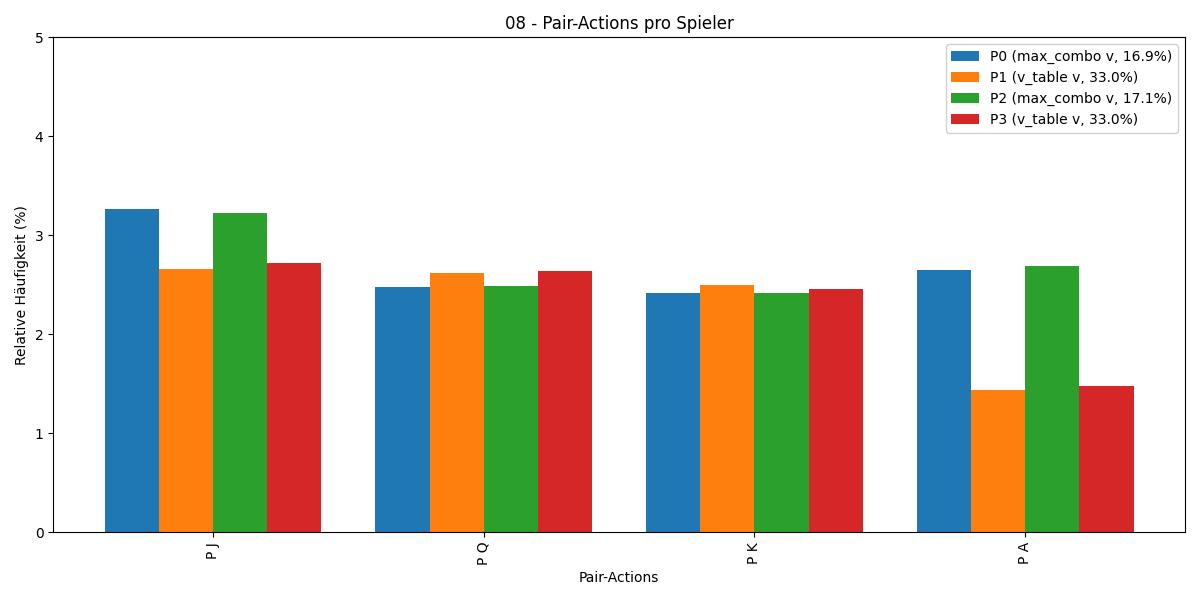 08 - Pair-Actions pro Spieler
P0 (max_combo v, 16.9%)
P1 (v_table v, 33.0%)
P2 (max_combo v, 17.1%)
P3 (v_table v, 33.0%)
Relative Häufigkeit (%)
5
4
3
2
1
0
P J
P Q
P K
P A
Pair-Actions